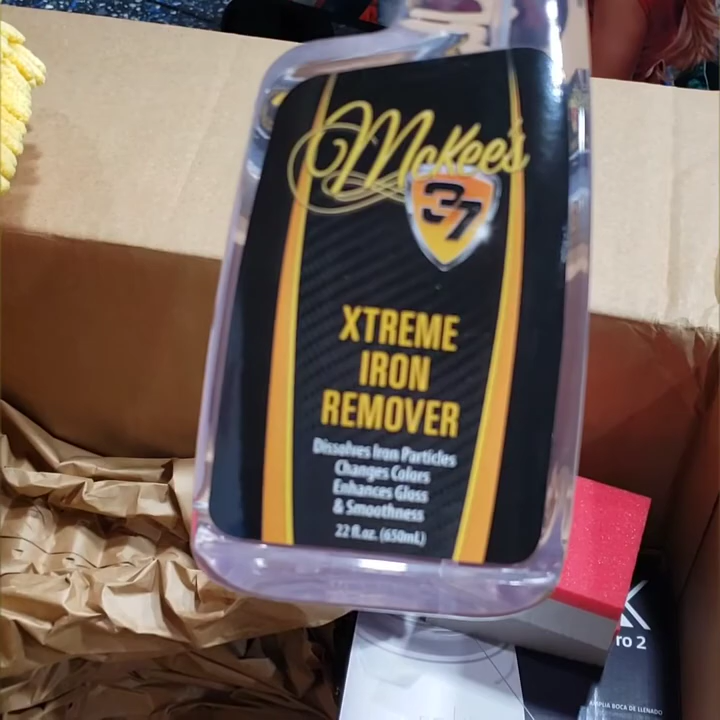 McKee's
37
XTREME
IRON
REMOVER
Dissolves Iron Particles
Changes Colors
Enhances Gloss
& Smoothness
22 fl.oz. (650mL)
K
ro 2
AMPLIA BOCA DE LLENADO